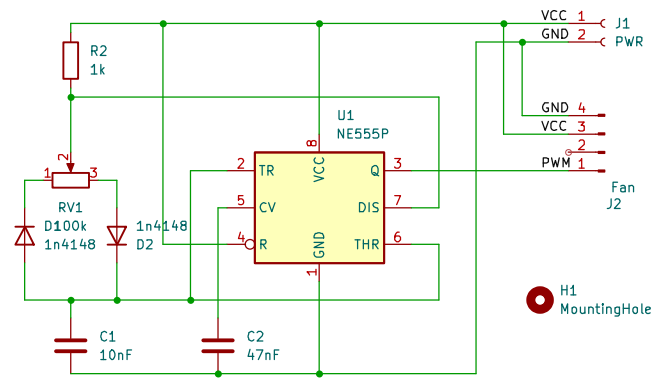 VCC 1 J1
GND 2 PWR
R2
1k
U1
NE555P
GND 4
VCC 3
2
PWM 1
Fan
J2
8
VCC
2 TR Q 3
5 CV DIS 7
4 R THR 6
GND
1
2
1 3
RV1
D100k
1n4148
1n4148
D2
H1
MountingHole
C1
10nF
C2
47nF